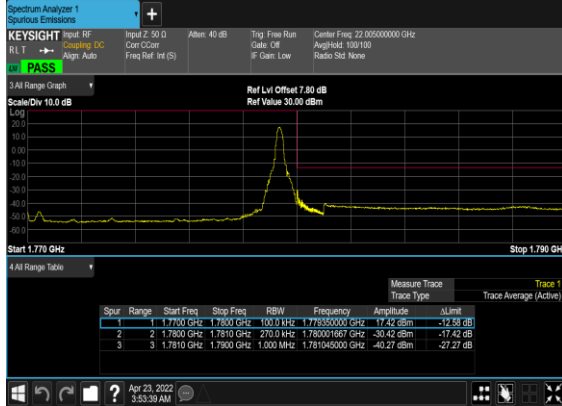 Spectrum Analyzer 1
Spurious Emissions
+
KEYSIGHT Input: RF Input Z: 50 Ω Atten: 40 dB Trig: Free Run Center Freq: 22.005000000 GHz
RLT Coupling: DC Corr CCorr Gate: Off Avg|Hold: 100/100
Align: Auto Freq Ref: Int (S) IF Gain: Low Radio Std: None
PASS
3 All Range Graph
Ref Lvl Offset 7.80 dB
Scale/Div 10.0 dB Ref Value 30.00 dBm
Log
20.0
10.0
0.00
-10.0
-20.0
-30.0
-40.0
-50.0
-60.0
Start 1.770 GHz Stop 1.790 GH
4 All Range Table
Measure Trace Trace 1
Trace Type Trace Average (Active)
Spur Range Start Freq Stop Freq RBW Frequency Amplitude ΔLimit
1 1 1.7700 GHz 1.7800 GHz 100.0 kHz 1.779350000 GHz 17.42 dBm -12.58 dB
2 2 1.7800 GHz 1.7810 GHz 270.0 kHz 1.780001667 GHz -30.42 dBm -17.42 dB
3 3 1.7810 GHz 1.7900 GHz 1.000 MHz 1.781045000 GHz -40.27 dBm -27.27 dB
? Apr 23, 2022
3:53:39 AM